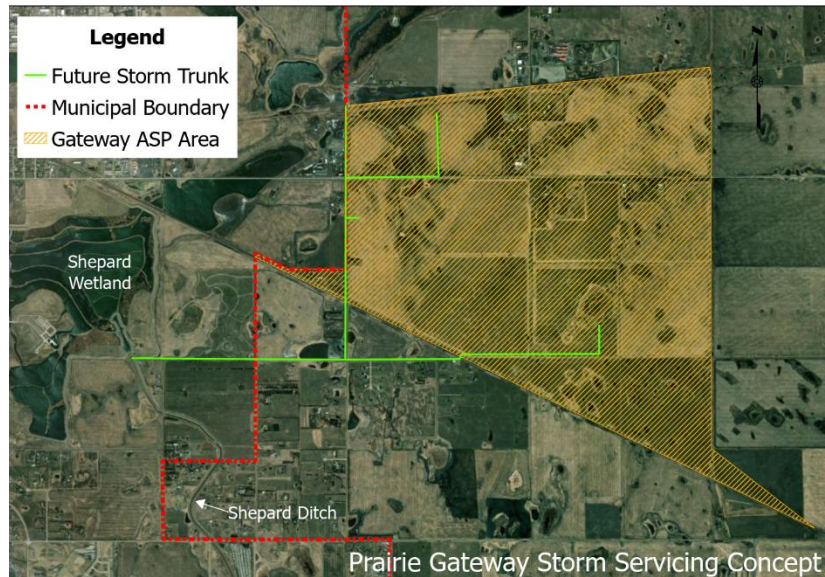 Legend
Future Storm Trunk
Municipal Boundary
Gateway ASP Area
N
Shepard
Wetland
Shepard Ditch
Prairie Gateway Storm Servicing Concept